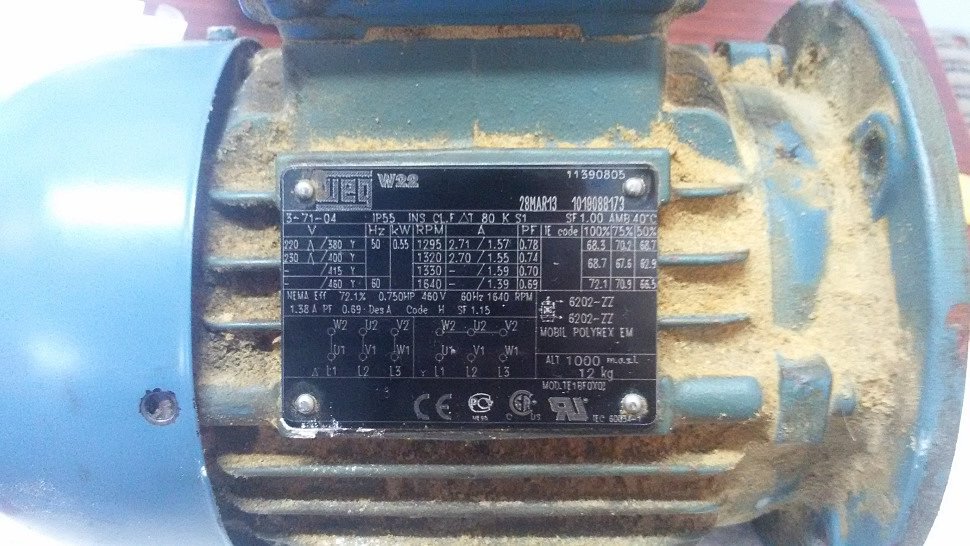 WEG W22 11390805
28MAR13 1019089173
3~71-04 IP55 INS CL.F ΔT 80 K S1 SF 1.00 AMB 40°C
V Hz kW RPM A PF IE code 100% 75% 50%
220 Δ/380 Y 50 0.55 1295 2.71 / 1.57 0.78 68.3 70.2 68.7
230 Δ/400 Y 1320 2.70 / 1.55 0.74 68.7 67.6 62.9
- /415 Y 1330 - /1.59 0.70
- /460 Y 60 1640 - /1.39 0.69 72.1 70.9 66.5
NEMA Eff 72.1% 0.750HP 460V 60Hz 1640 RPM
1.38 A PF 0.69 Des A Code H SF 1.15
6202-ZZ
6202-ZZ
MOBIL POLYREX EM
W2 U2 V2 W2 U2 V2
U1 V1 W1 U1 V1 W1
Δ L1 L2 L3 Y L1 L2 L3
ALT 1000 m.a.s.l.
12 kg
CE PC C US